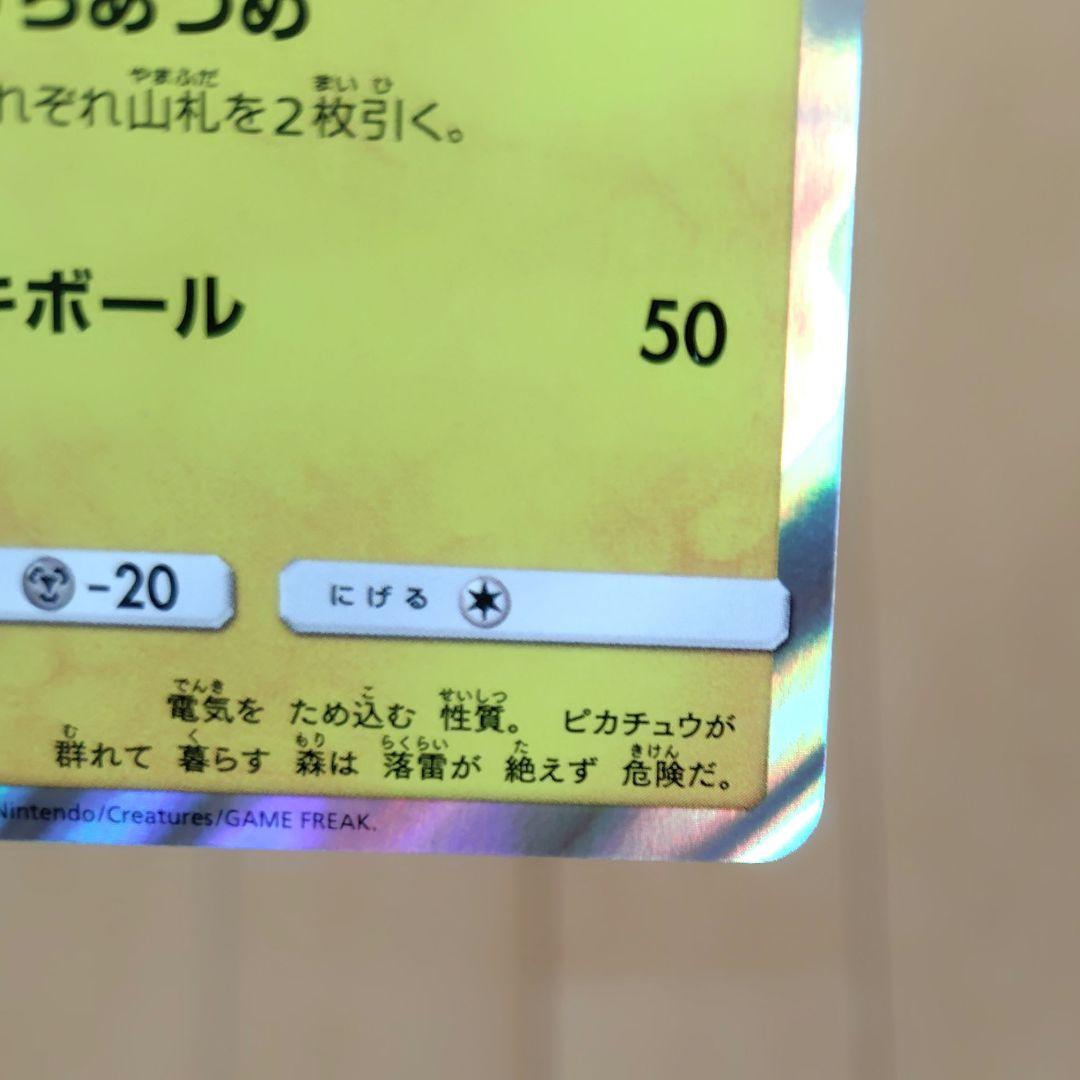 ちあつめ
れぞれ山札を2枚引く。
キボール 50
-20 にげる
電気を ため込む 性質。 ピカチュウが
群れて 暮らす 森は 落雷が 絶えず 危険だ。
Nintendo/Creatures/GAME FREAK.